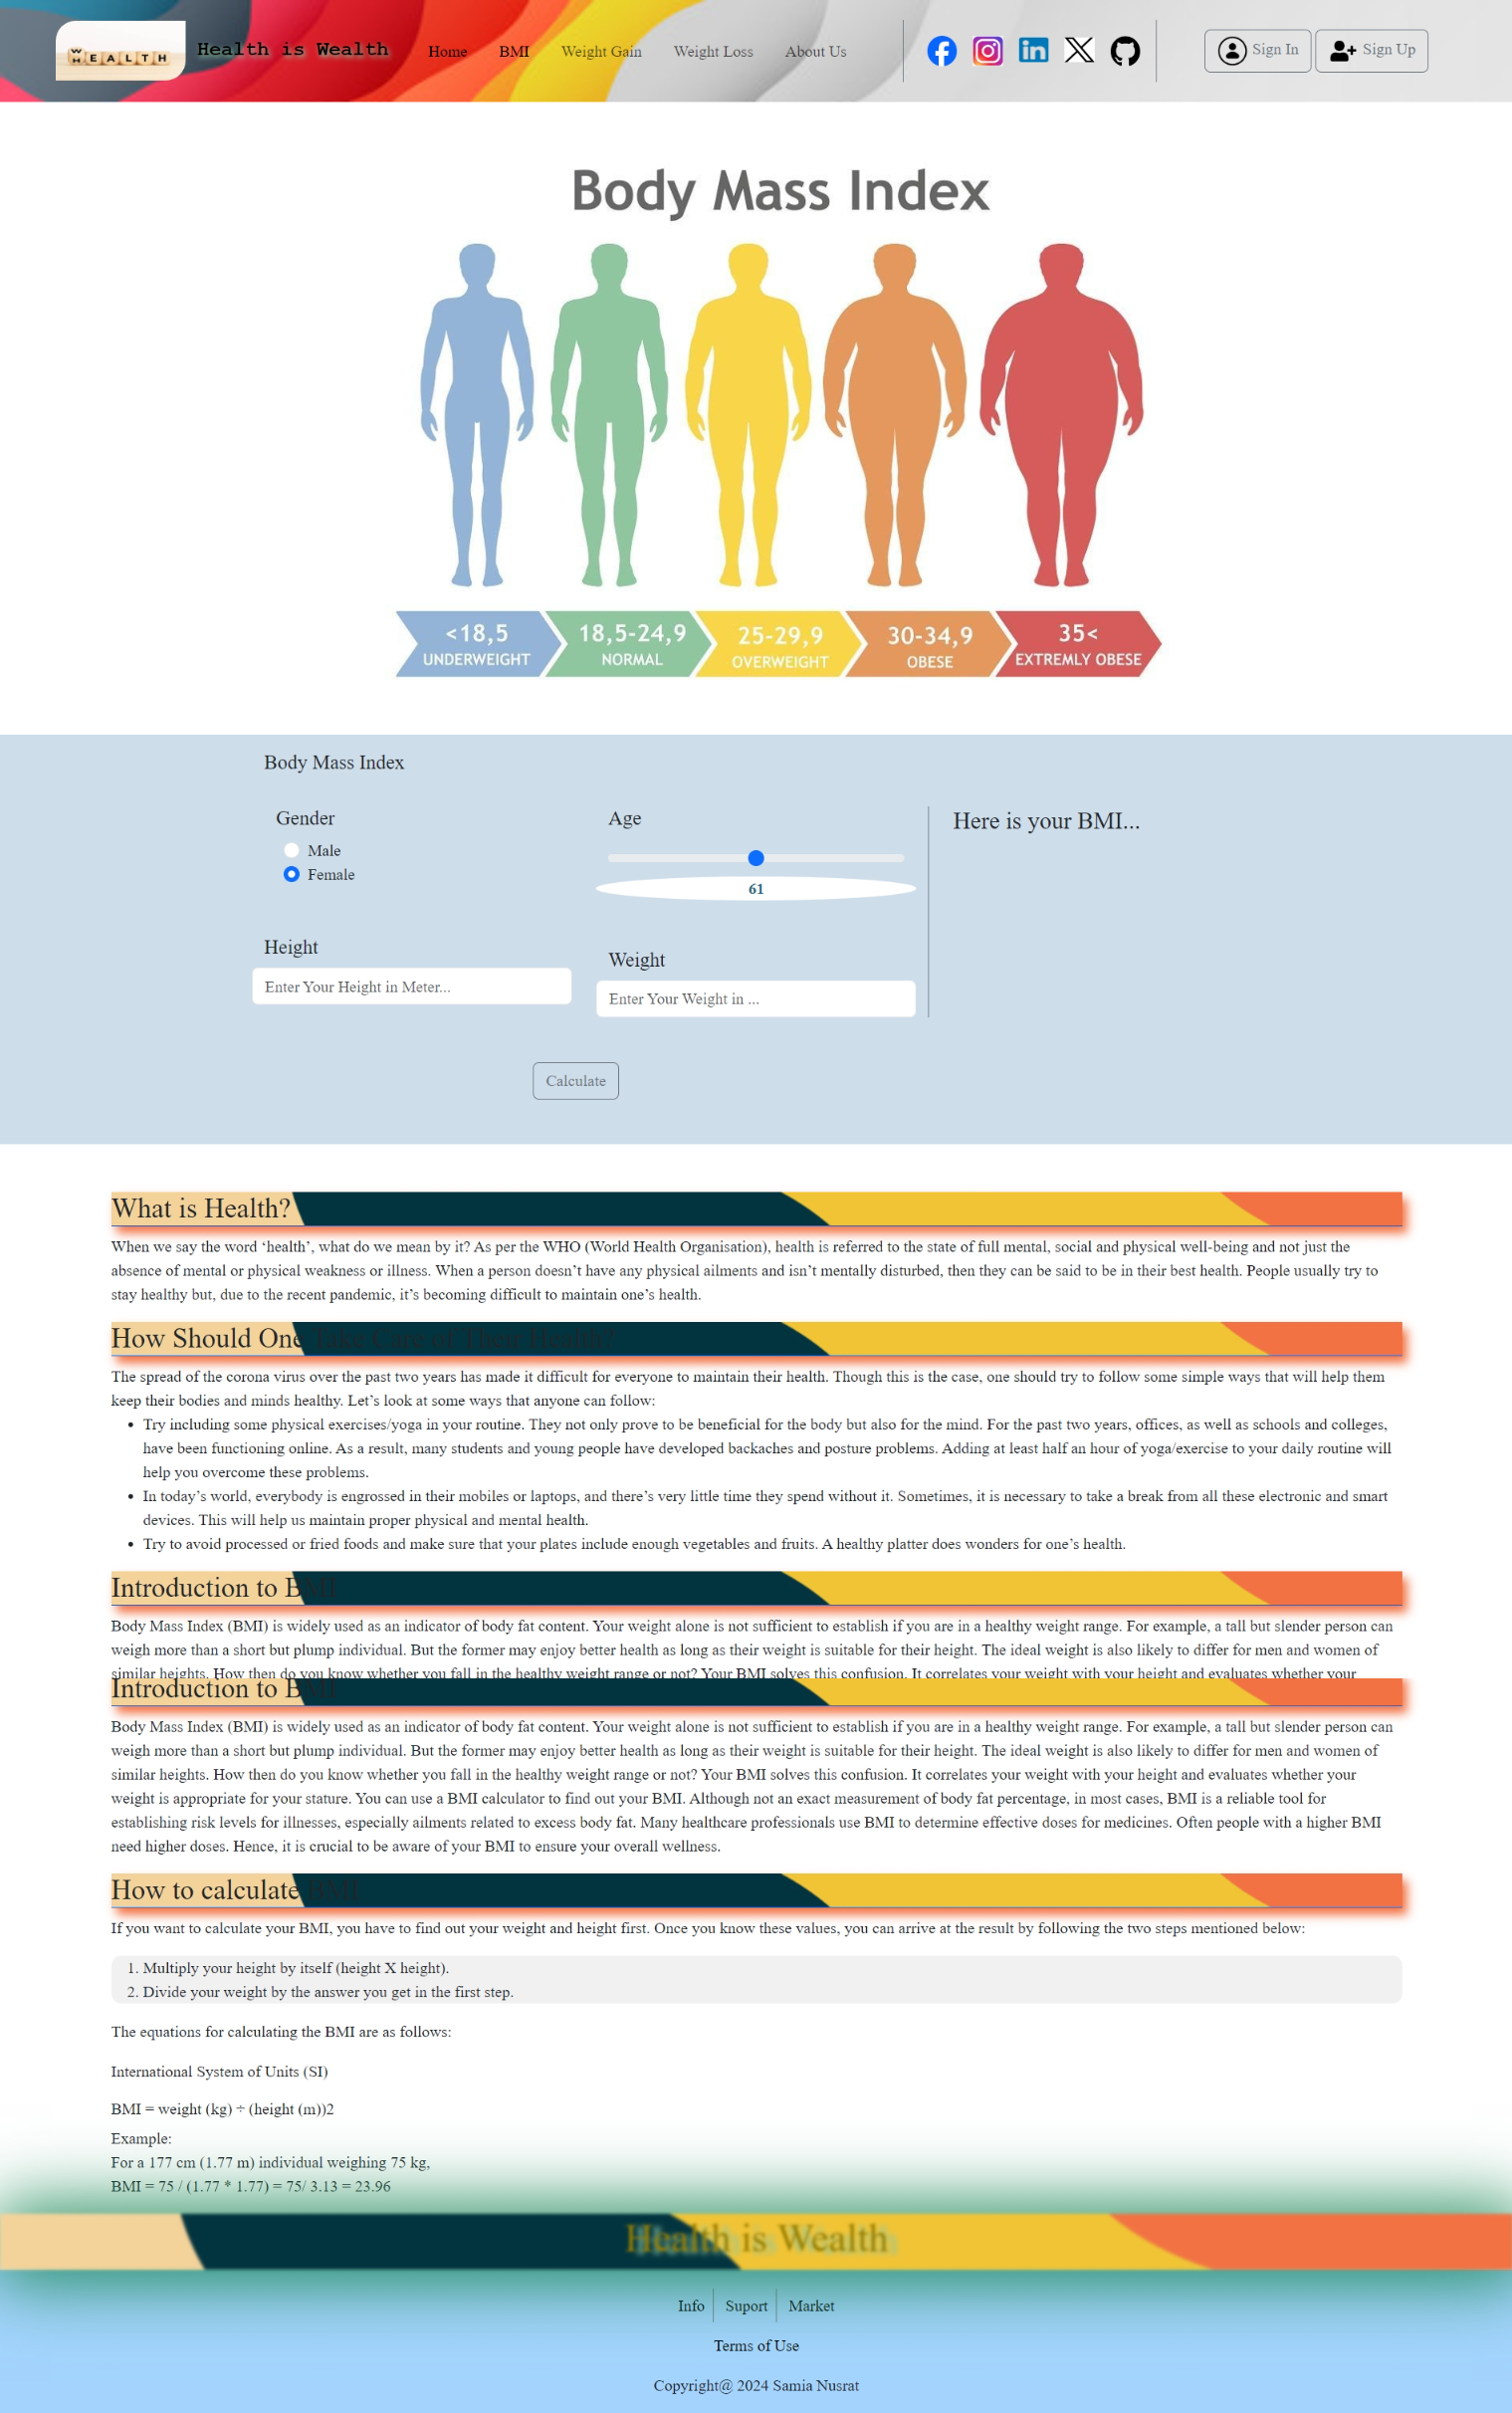 WHEALTH
Health is Wealth
Home
BMI
Weight Gain
Weight Loss
About Us
in
Sign In
Sign Up
Body Mass Index
<18,5
UNDERWEIGHT
18,5-24,9
NORMAL
25-29,9
OVERWEIGHT
30-34,9
OBESE
35<
EXTREMLY OBESE
Body Mass Index
Gender
Male
Female
Age
61
Here is your BMI...
Height
Enter Your Height in Meter...
Weight
Enter Your Weight in ...
Calculate
What is Health?
When we say the word ‘health’, what do we mean by it? As per the WHO (World Health Organisation), health is referred to the state of full mental, social and physical well-being and not just the
absence of mental or physical weakness or illness. When a person doesn’t have any physical ailments and isn’t mentally disturbed, then they can be said to be in their best health. People usually try to
stay healthy but, due to the recent pandemic, it’s becoming difficult to maintain one’s health.
How Should One Take Care of Their Health?
The spread of the corona virus over the past two years has made it difficult for everyone to maintain their health. Though this is the case, one should try to follow some simple ways that will help them
keep their bodies and minds healthy. Let’s look at some ways that anyone can follow:
• Try including some physical exercises/yoga in your routine. They not only prove to be beneficial for the body but also for the mind. For the past two years, offices, as well as schools and colleges,
have been functioning online. As a result, many students and young people have developed backaches and posture problems. Adding at least half an hour of yoga/exercise to your daily routine will
help you overcome these problems.
• In today’s world, everybody is engrossed in their mobiles or laptops, and there’s very little time they spend without it. Sometimes, it is necessary to take a break from all these electronic and smart
devices. This will help us maintain proper physical and mental health.
• Try to avoid processed or fried foods and make sure that your plates include enough vegetables and fruits. A healthy platter does wonders for one’s health.
Introduction to BMI
Body Mass Index (BMI) is widely used as an indicator of body fat content. Your weight alone is not sufficient to establish if you are in a healthy weight range. For example, a tall but slender person can
weigh more than a short but plump individual. But the former may enjoy better health as long as their weight is suitable for their height. The ideal weight is also likely to differ for men and women of
similar heights. How then do you know whether you fall in the healthy weight range or not? Your BMI solves this confusion. It correlates your weight with your height and evaluates whether your
Introduction to BMI
Body Mass Index (BMI) is widely used as an indicator of body fat content. Your weight alone is not sufficient to establish if you are in a healthy weight range. For example, a tall but slender person can
weigh more than a short but plump individual. But the former may enjoy better health as long as their weight is suitable for their height. The ideal weight is also likely to differ for men and women of
similar heights. How then do you know whether you fall in the healthy weight range or not? Your BMI solves this confusion. It correlates your weight with your height and evaluates whether your
weight is appropriate for your stature. You can use a BMI calculator to find out your BMI. Although not an exact measurement of body fat percentage, in most cases, BMI is a reliable tool for
establishing risk levels for illnesses, especially ailments related to excess body fat. Many healthcare professionals use BMI to determine effective doses for medicines. Often people with a higher BMI
need higher doses. Hence, it is crucial to be aware of your BMI to ensure your overall wellness.
How to calculate BMI
If you want to calculate your BMI, you have to find out your weight and height first. Once you know these values, you can arrive at the result by following the two steps mentioned below:
1. Multiply your height by itself (height X height).
2. Divide your weight by the answer you get in the first step.
The equations for calculating the BMI are as follows:
International System of Units (SI)
BMI = weight (kg) ÷ (height (m))2
Example:
For a 177 cm (1.77 m) individual weighing 75 kg,
BMI = 75 / (1.77 * 1.77) = 75/ 3.13 = 23.96
Health is Wealth
Info
Suport
Market
Terms of Use
Copyright@ 2024 Samia Nusrat